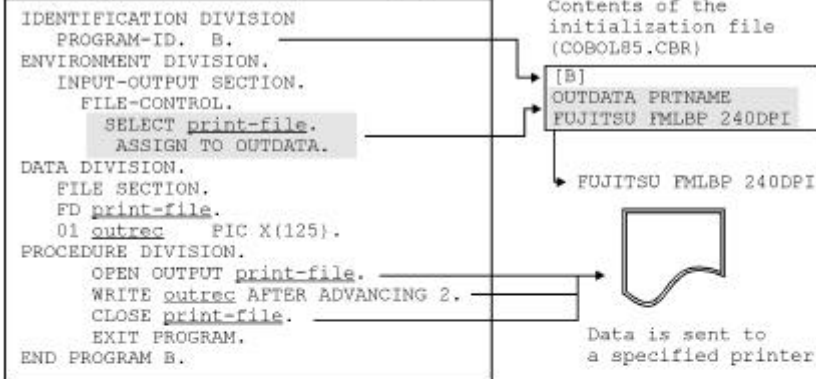 IDENTIFICATION DIVISION
PROGRAM-ID. B.
ENVIRONMENT DIVISION.
INPUT-OUTPUT SECTION.
FILE-CONTROL.
SELECT print-file.
ASSIGN TO OUTDATA.
DATA DIVISION.
FILE SECTION.
FD print-file.
01 outrec PIC X(125).
PROCEDURE DIVISION.
OPEN OUTPUT print-file.
WRITE outrec AFTER ADVANCING 2.
CLOSE print-file.
EXIT PROGRAM.
END PROGRAM B.
Contents of the
initialization file
(COBOL85.CBR)
[B]
OUTDATA PRTNAME
FUJITSU FMLBP 240DPI
FUJITSU FMLBP 240DPI
Data is sent to
a specified printer